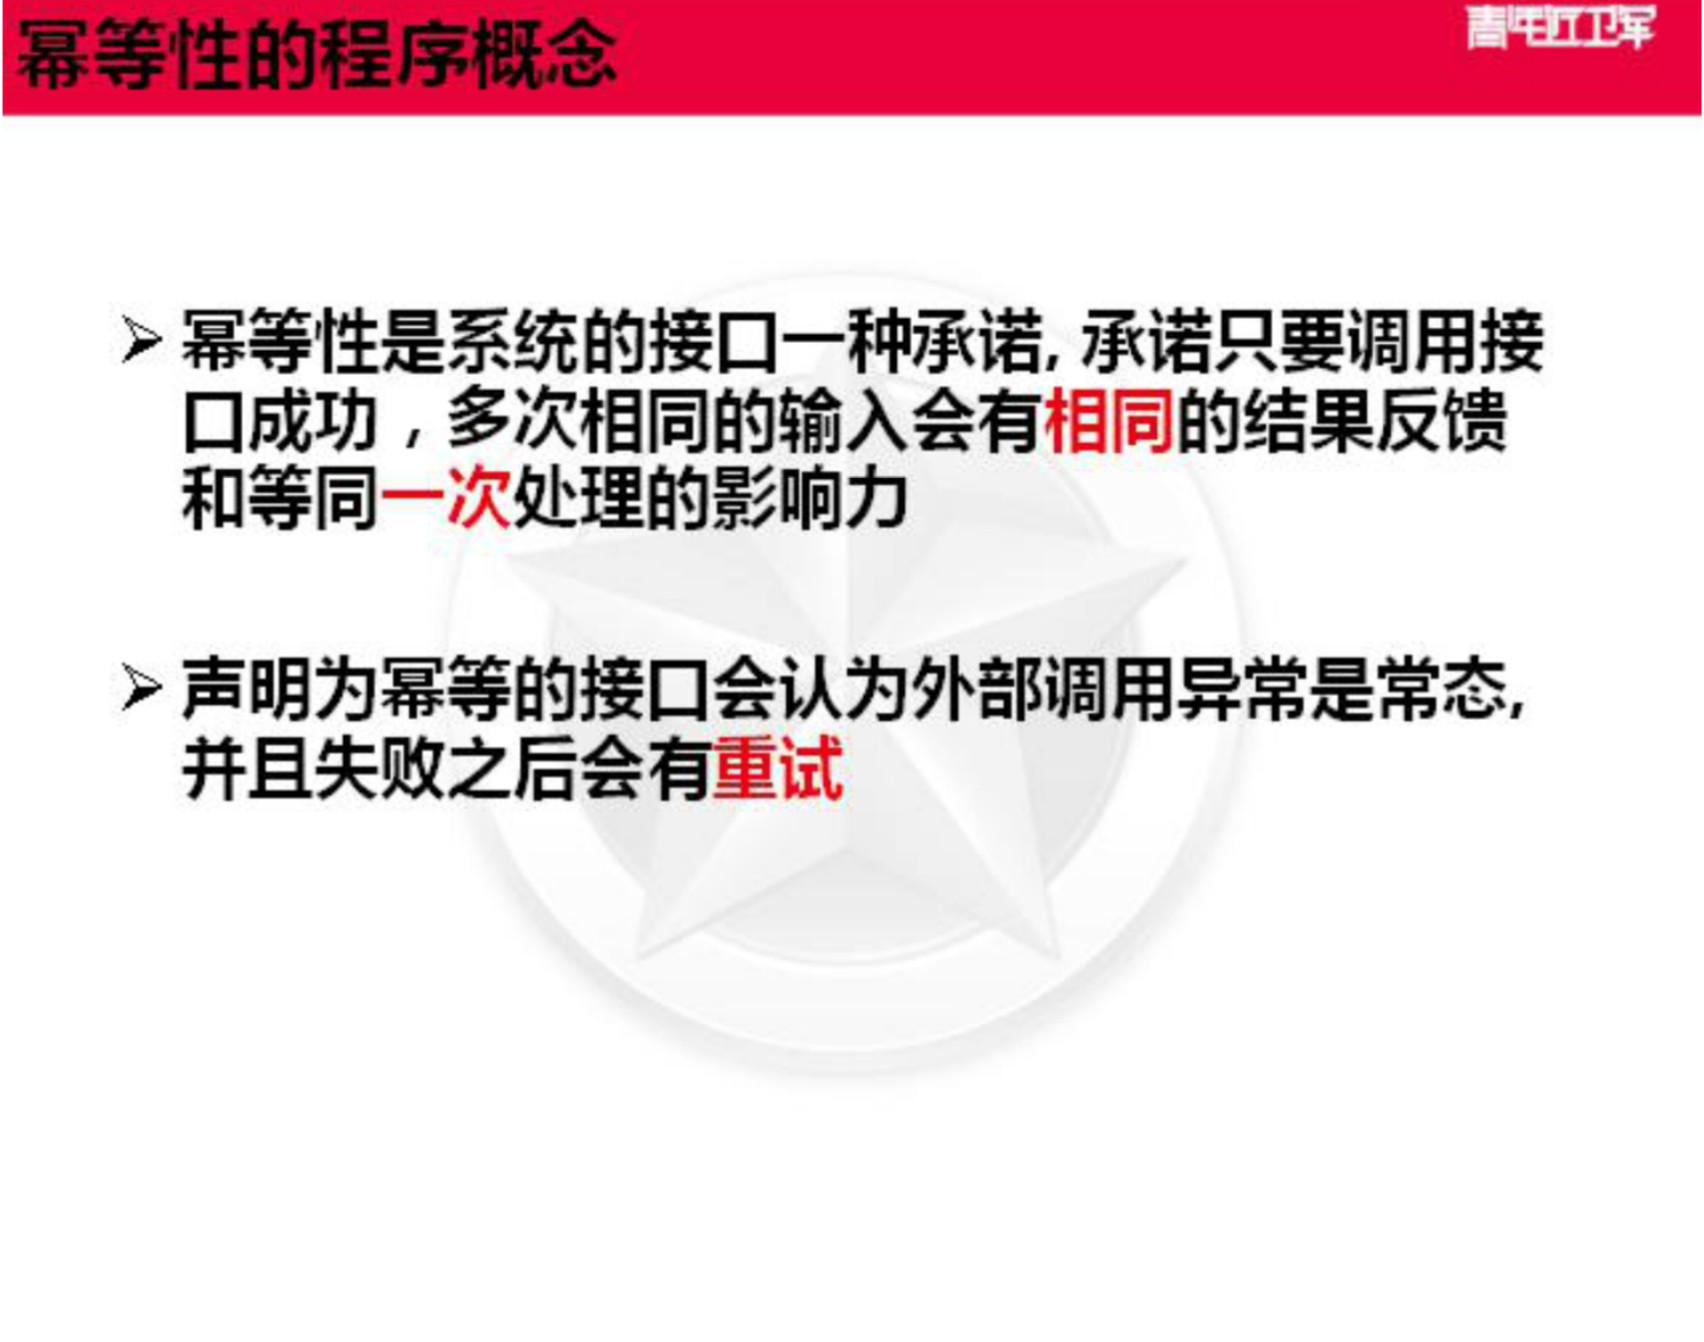 幂等性的程序概念
青年近卫军
幂等性是系统的接口一种承诺, 承诺只要调用接
口成功，多次相同的输入会有相同的结果反馈
和等同一次处理的影响力
声明为幂等的接口会认为外部调用异常是常态,
并且失败之后会有重试